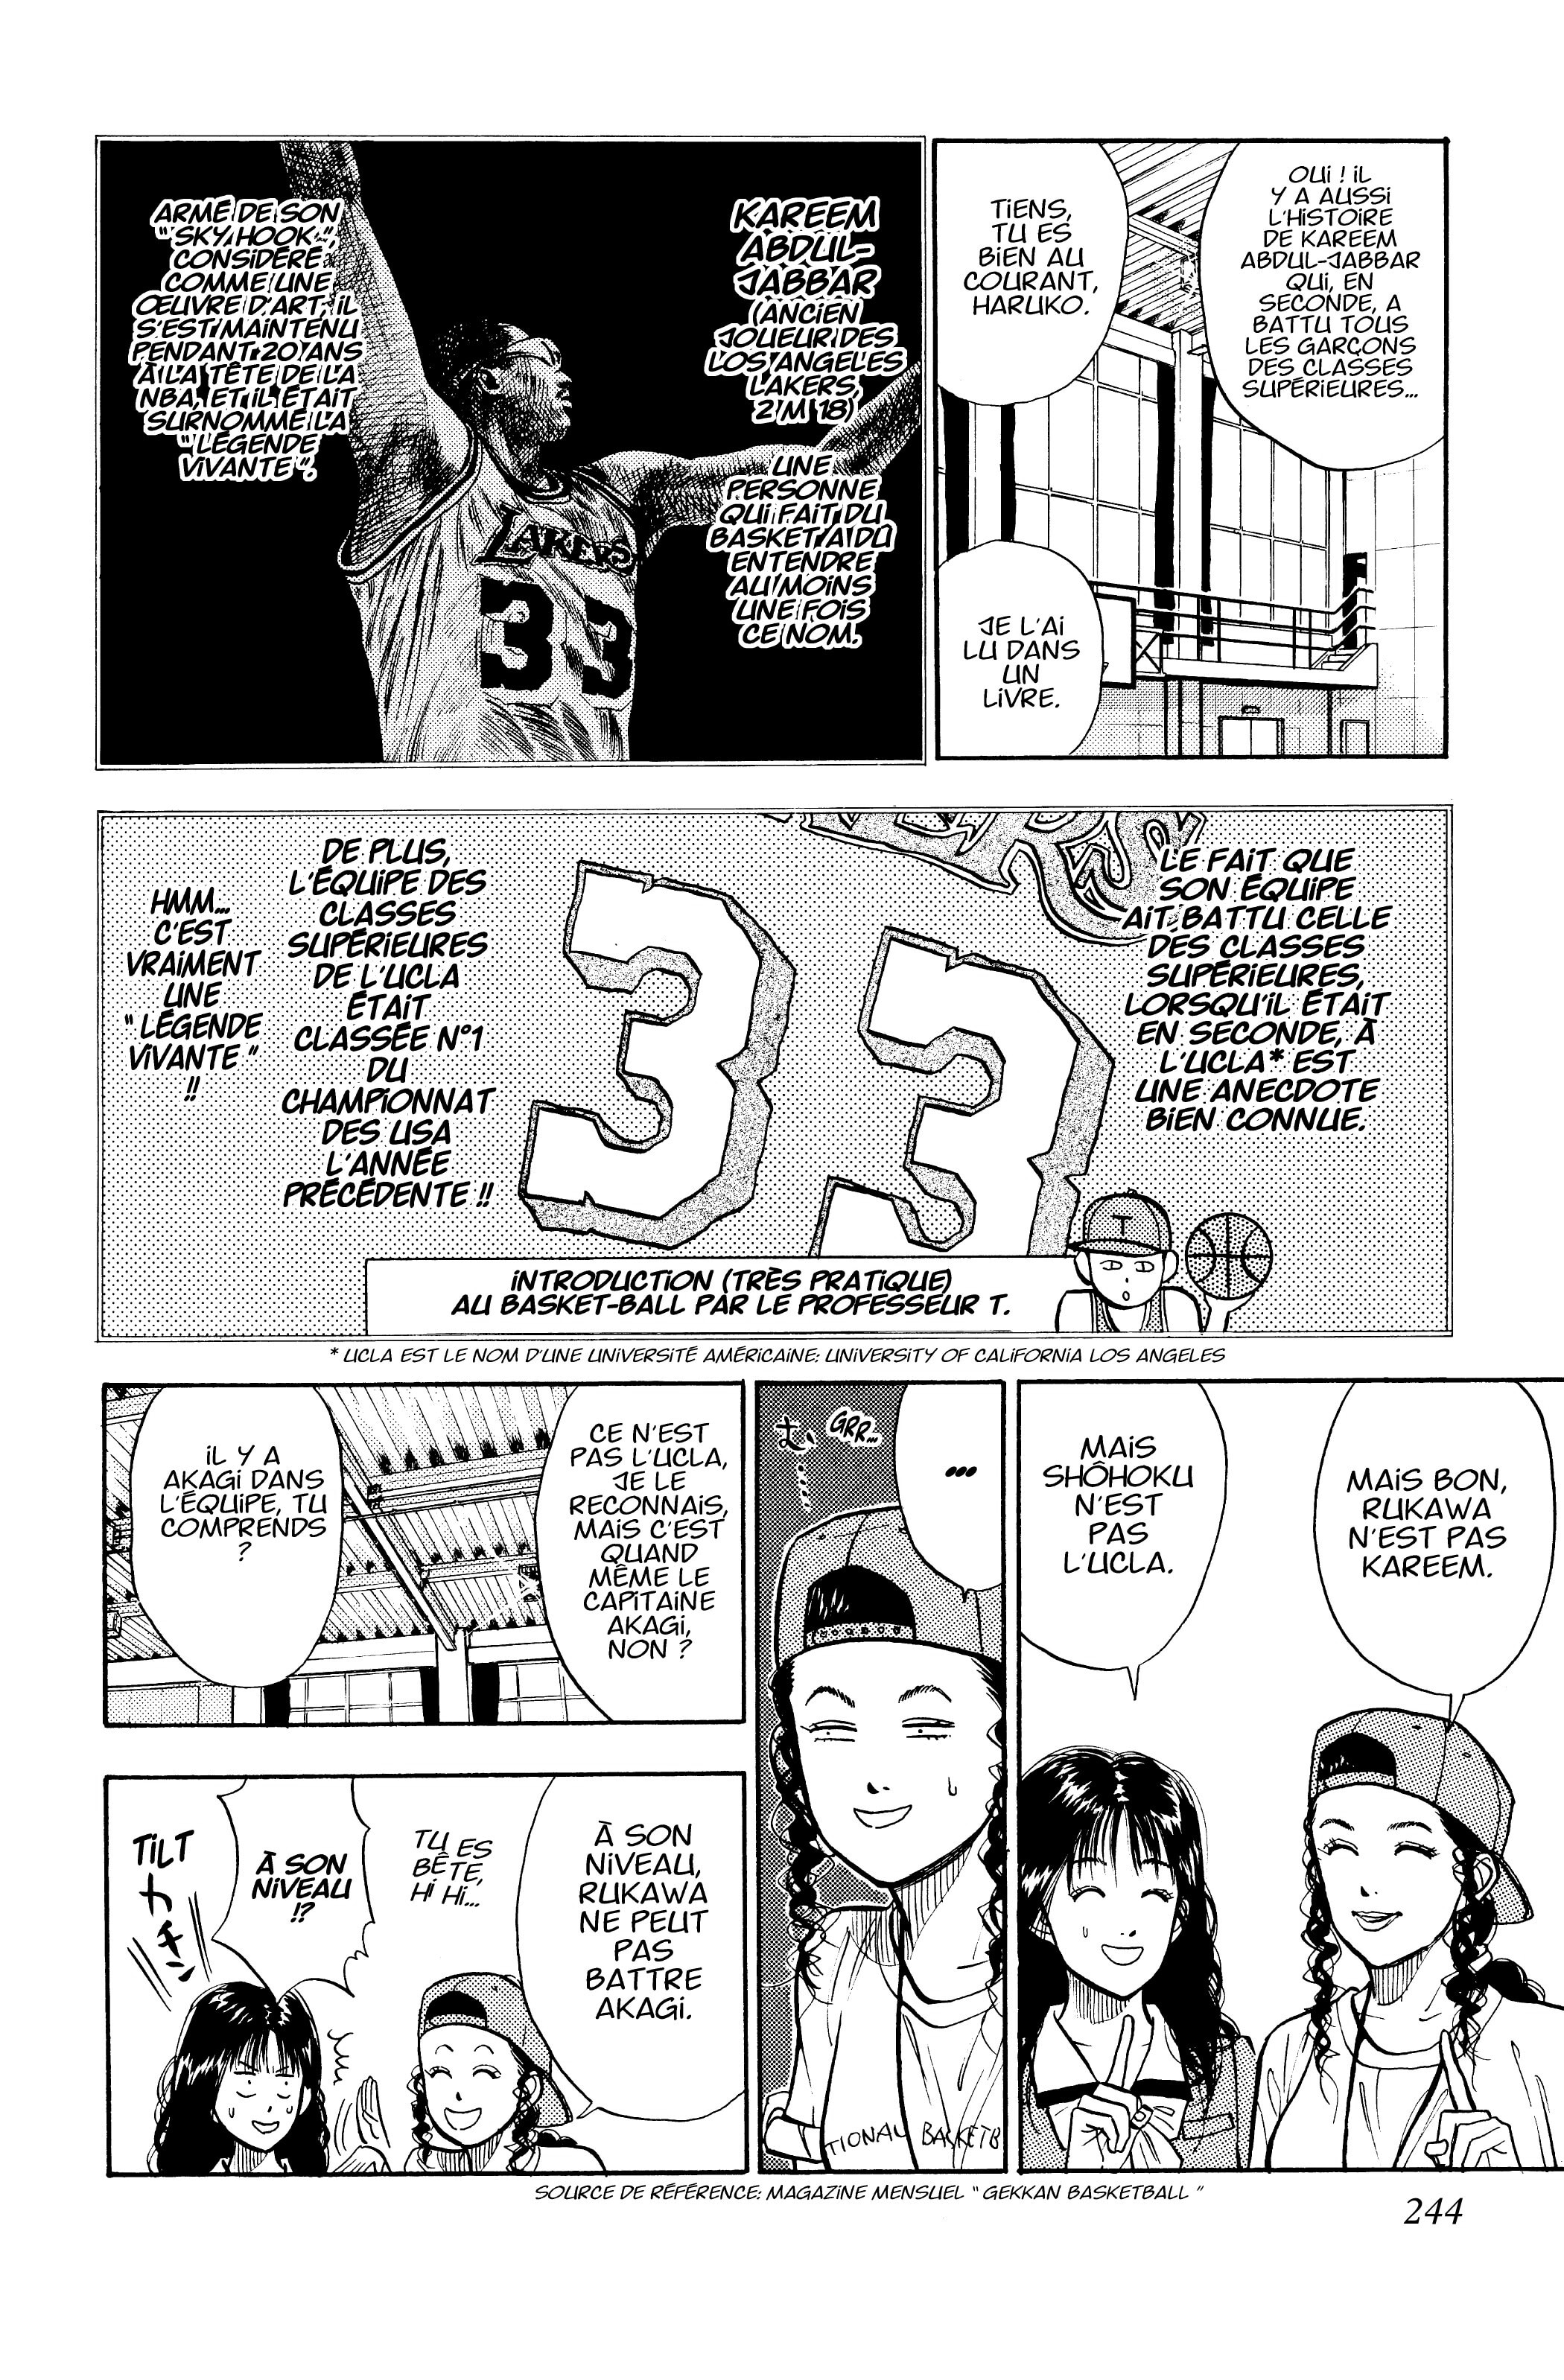 OUI ! IL
Y A AUSSI
L'HISTOIRE
DE KAREEM
ABDUL-JABBAR
QUI, EN
SECONDE, A
BATTU TOUS
LES GARÇONS
DES CLASSES
SUPÉRIEURES...
TIENS,
TU ES
BIEN AU
COURANT,
HARUKO.
JE L'AI
LU DANS
UN
LIVRE.
KAREEM
ABDUL-
JABBAR
(ANCIEN
JOUEUR DES
LOS ANGELES
LAKERS,
2 M 18)
UNE
PERSONNE
QUI FAIT DU
BASKET A DÛ
ENTENDRE
AU MOINS
UNE FOIS
CE NOM.
ARMÉ DE SON
" SKY HOOK ",
CONSIDÉRÉ
COMME UNE
ŒUVRE D'ART, IL
S'EST MAINTENU
PENDANT 20 ANS
À LA TÊTE DE LA
NBA, ET IL ÉTAIT
SURNOMMÉ LA
" LÉGENDE
VIVANTE ".
LAKERS
33
LE FAIT QUE
SON ÉQUIPE
AIT BATTU CELLE
DES CLASSES
SUPÉRIEURES,
LORSQU'IL ÉTAIT
EN SECONDE, À
L'UCLA* EST
UNE ANECDOTE
BIEN CONNUE.
33
DE PLUS,
L'ÉQUIPE DES
CLASSES
SUPÉRIEURES
DE L'UCLA
ÉTAIT
CLASSÉE N°1
DU
CHAMPIONNAT
DES USA
L'ANNÉE
PRÉCÉDENTE !!
HMM...
C'EST
VRAIMENT
UNE
" LÉGENDE
VIVANTE "
!!
T
INTRODUCTION (TRÈS PRATIQUE)
AU BASKET-BALL PAR LE PROFESSEUR T.
* UCLA EST LE NOM D'UNE UNIVERSITÉ AMÉRICAINE: UNIVERSITY OF CALIFORNIA LOS ANGELES
MAIS BON,
RUKAWA
N'EST PAS
KAREEM.
MAIS
SHÔHOKU
N'EST
PAS
L'UCLA.
...
GRR...
む……
TIONAL BASKETB
CE N'EST
PAS L'UCLA,
JE LE
RECONNAIS,
MAIS C'EST
QUAND
MÊME LE
CAPITAINE
AKAGI,
NON ?
IL Y A
AKAGI DANS
L'ÉQUIPE, TU
COMPRENDS
?
À SON
NIVEAU,
RUKAWA
NE PEUT
PAS
BATTRE
AKAGI.
TU ES
BÊTE,
HI HI...
À SON
NIVEAU
!?
TILT
カチン
SOURCE DE RÉFÉRENCE: MAGAZINE MENSUEL " GEKKAN BASKETBALL "
244